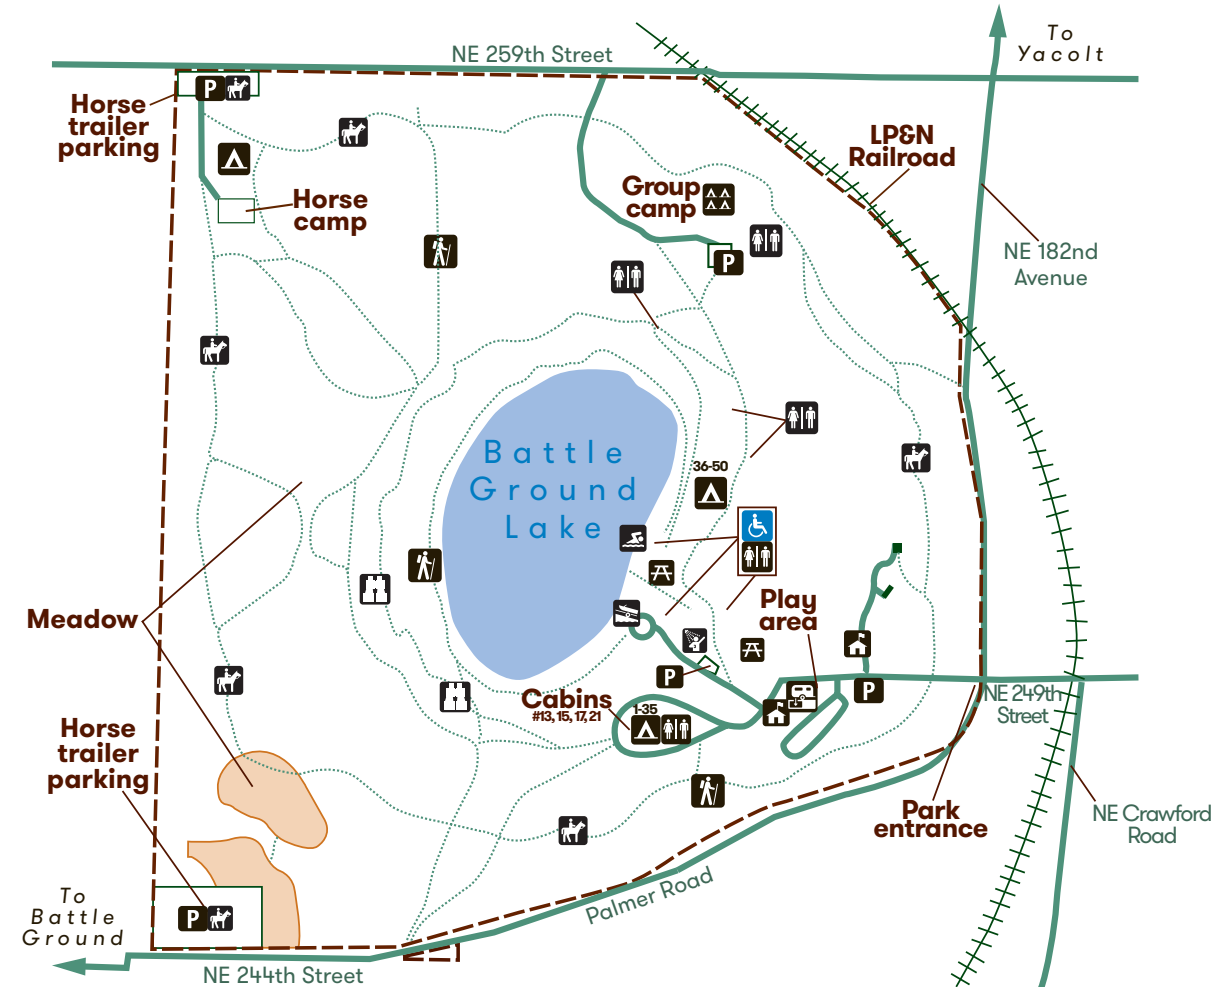 To
Yacolt
NE 259th Street
P
Horse
trailer
parking
LP&N
Railroad
Group
camp
Horse
camp
P
NE 182nd
Avenue
Battle
Ground
Lake
36-50
Play
area
Meadow
P
P
Cabins
#13, 15, 17, 21
1-35
NE 249th
Street
Horse
trailer
parking
Park
entrance
NE Crawford
Road
Palmer Road
To
Battle
Ground
P
NE 244th Street